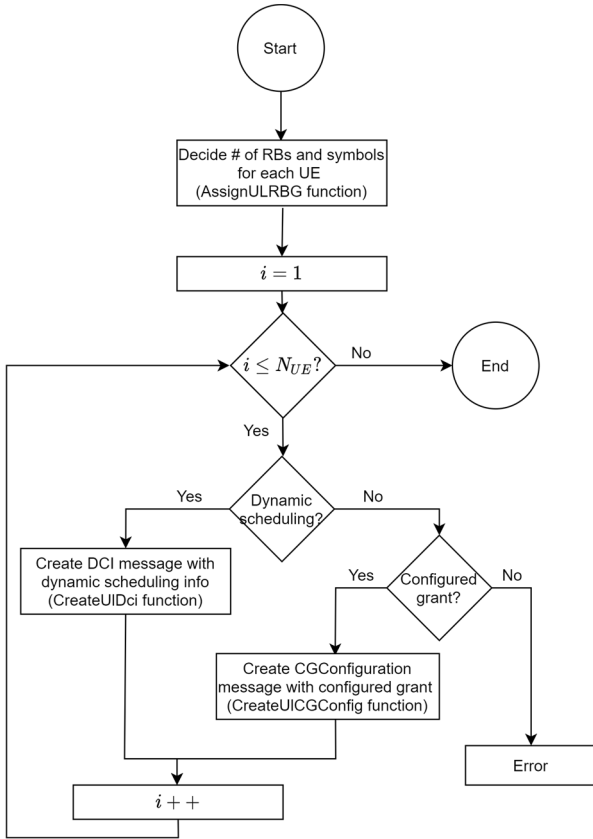 Start
Decide # of RBs and symbols
for each UE
(AssignULRBG function)
i = 1
i ≤ N_{UE}?
No
End
Yes
Dynamic
scheduling?
Yes
No
Create DCI message with
dynamic scheduling info
(CreateUlDci function)
Configured
grant?
Yes
No
Create CGConfiguration
message with configured grant
(CreateUlCGConfig function)
Error
i + +